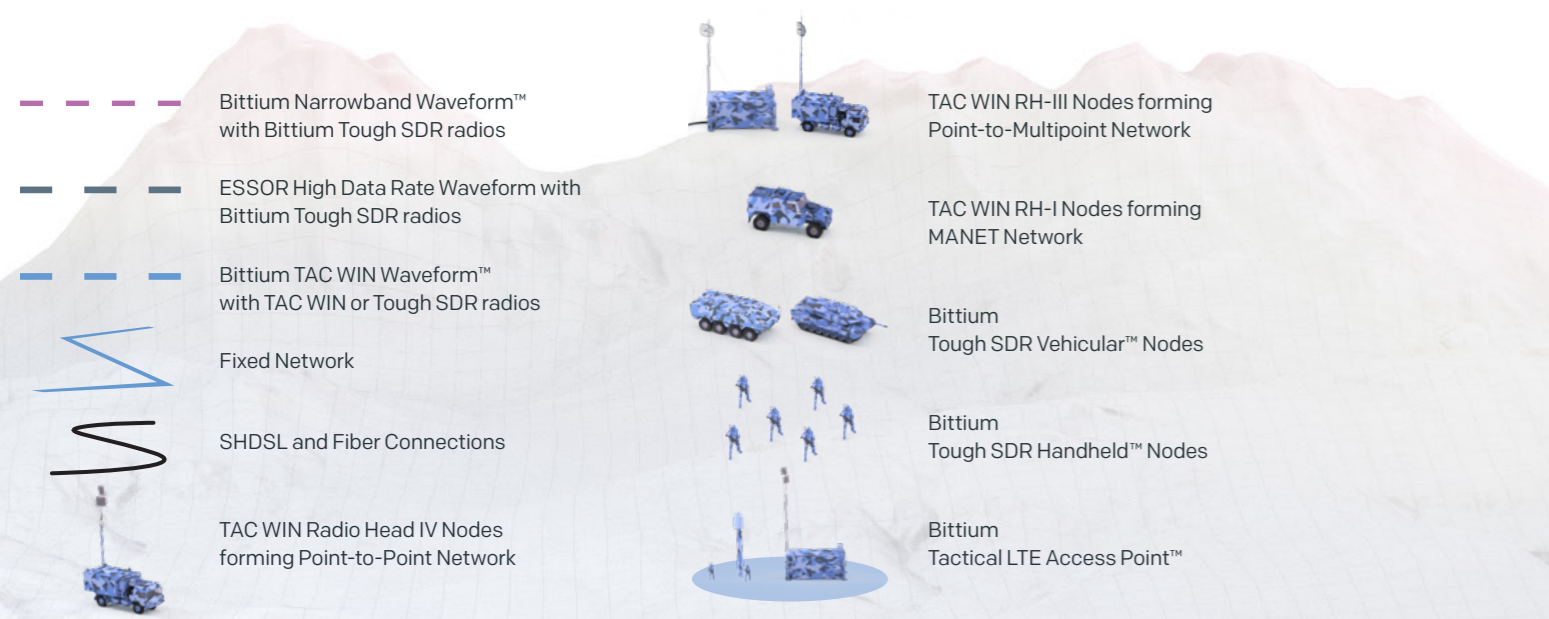 Bittium Narrowband Waveform™
with Bittium Tough SDR radios
ESSOR High Data Rate Waveform with
Bittium Tough SDR radios
Bittium TAC WIN Waveform™
with TAC WIN or Tough SDR radios
Fixed Network
SHDSL and Fiber Connections
TAC WIN Radio Head IV Nodes
forming Point-to-Point Network
TAC WIN RH-III Nodes forming
Point-to-Multipoint Network
TAC WIN RH-I Nodes forming
MANET Network
Bittium
Tough SDR Vehicular™ Nodes
Bittium
Tough SDR Handheld™ Nodes
Bittium
Tactical LTE Access Point™